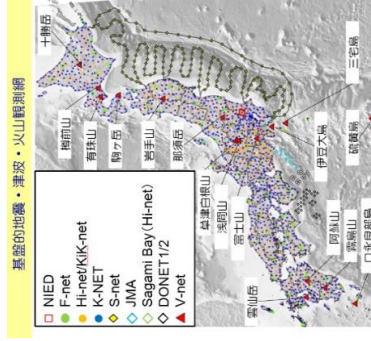 基盤的地震・津波・火山観測網
NIED
F-net
Hi-net/KiK-net
K-NET
S-net
JMA
Sagami Bay(Hi-net)
DONET1/2
V-net
十勝岳
樽前山
有珠山
駒ヶ岳
岩手山
那須岳
草津白根山
浅間山
富士山
三宅島
伊豆大島
硫黄島
雲仙岳
阿蘇山
霧島山
口永良部島